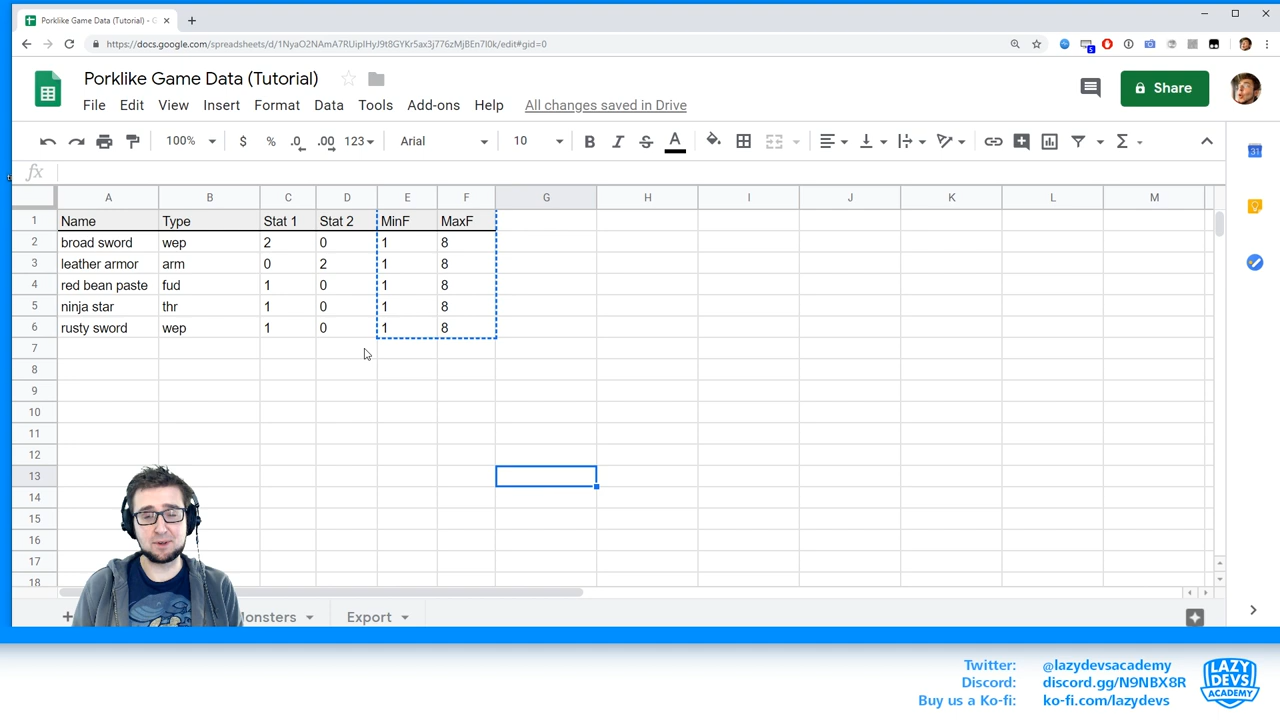 Porklike Game Data (Tutorial) - G
https://docs.google.com/spreadsheets/d/1NyaO2NAmA7RUipIHyJ9t8GYKr5ax3j776zMjBEn7I0k/edit#gid=0
Porklike Game Data (Tutorial)
File Edit View Insert Format Data Tools Add-ons Help All changes saved in Drive
Share
100% $ % .0 .00 123 Arial 10 B I S A Σ
fx
A B C D E F G H I J K L M
1 Name Type Stat 1 Stat 2 MinF MaxF
2 broad sword wep 2 0 1 8
3 leather armor arm 0 2 1 8
4 red bean paste fud 1 0 1 8
5 ninja star thr 1 0 1 8
6 rusty sword wep 1 0 1 8
7
8
9
10
11
12
13
14
15
16
17
18
+ onsters Export
31
5
Twitter: @lazydevsacademy
Discord: discord.gg/N9NBX8R
Buy us a Ko-fi: ko-fi.com/lazydevs
LAZY
DEVS
ACADEMY